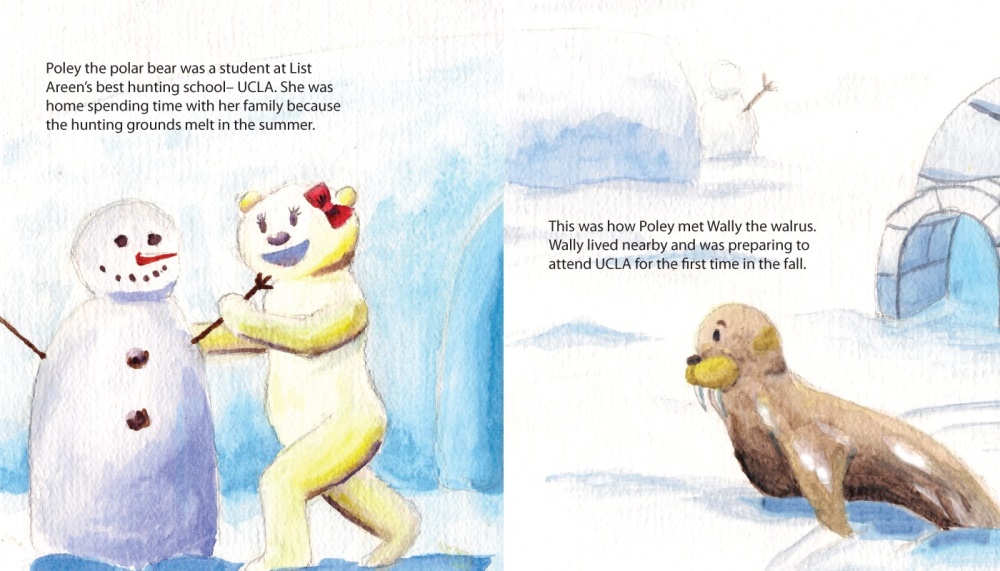 Poley the polar bear was a student at List
Areen’s best hunting school– UCLA. She was
home spending time with her family because
the hunting grounds melt in the summer.
This was how Poley met Wally the walrus.
Wally lived nearby and was preparing to
attend UCLA for the first time in the fall.